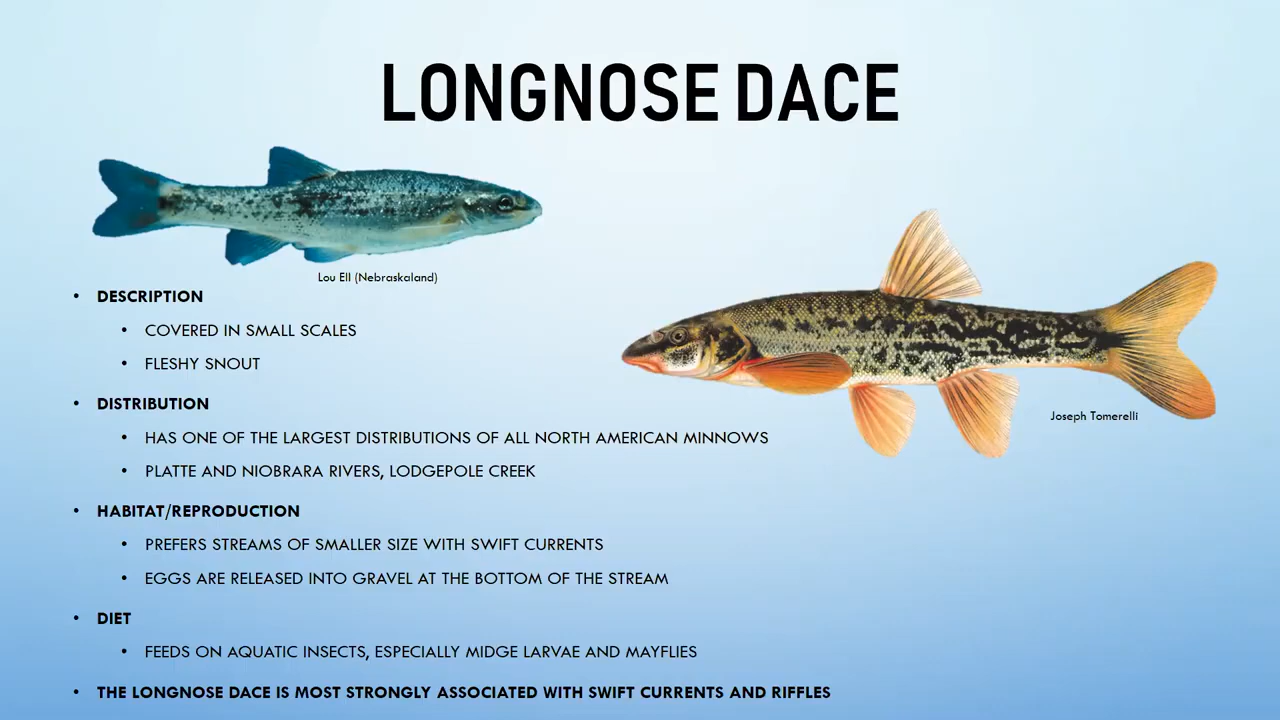 LONGNOSE DACE
Lou Ell (Nebraskaland)
• DESCRIPTION
• COVERED IN SMALL SCALES
• FLESHY SNOUT
• DISTRIBUTION
Joseph Tomerelli
• HAS ONE OF THE LARGEST DISTRIBUTIONS OF ALL NORTH AMERICAN MINNOWS
• PLATTE AND NIOBRARA RIVERS, LODGEPOLE CREEK
• HABITAT/REPRODUCTION
• PREFERS STREAMS OF SMALLER SIZE WITH SWIFT CURRENTS
• EGGS ARE RELEASED INTO GRAVEL AT THE BOTTOM OF THE STREAM
• DIET
• FEEDS ON AQUATIC INSECTS, ESPECIALLY MIDGE LARVAE AND MAYFLIES
• THE LONGNOSE DACE IS MOST STRONGLY ASSOCIATED WITH SWIFT CURRENTS AND RIFFLES